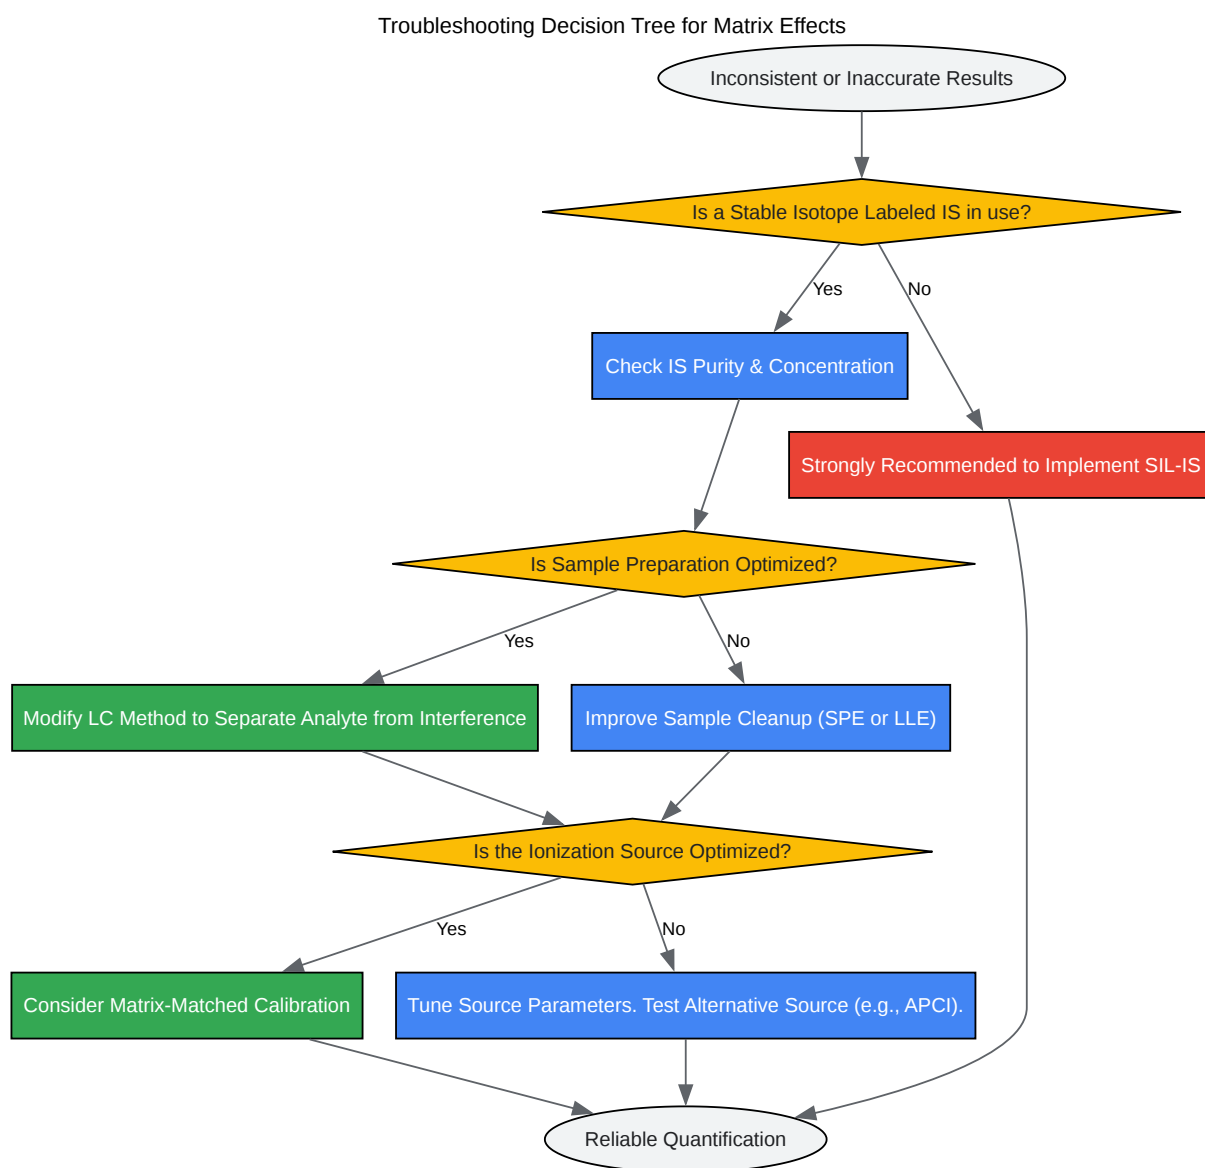 Troubleshooting Decision Tree for Matrix Effects
Inconsistent or Inaccurate Results
Is a Stable Isotope Labeled IS in use?
Yes
No
Check IS Purity & Concentration
Strongly Recommended to Implement SIL-IS
Is Sample Preparation Optimized?
Yes
No
Modify LC Method to Separate Analyte from Interference
Improve Sample Cleanup (SPE or LLE)
Is the Ionization Source Optimized?
Yes
No
Consider Matrix-Matched Calibration
Tune Source Parameters. Test Alternative Source (e.g., APCI).
Reliable Quantification